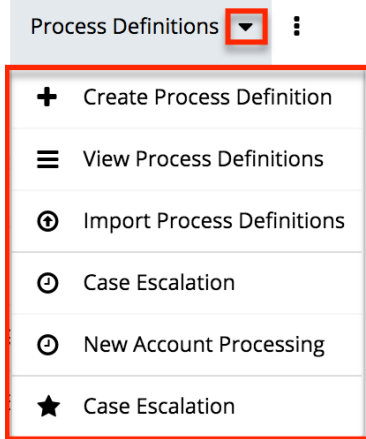 Process Definitions
Create Process Definition
View Process Definitions
Import Process Definitions
Case Escalation
New Account Processing
Case Escalation